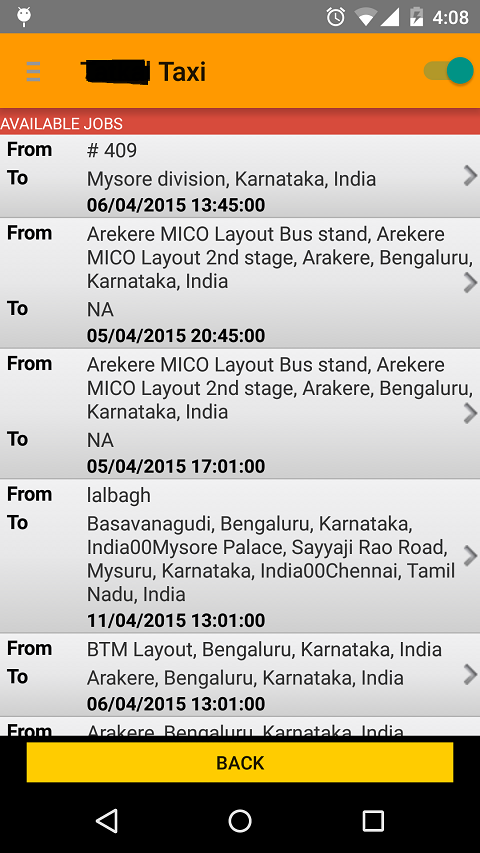 4:08
Taxi
AVAILABLE JOBS
From # 409
To Mysore division, Karnataka, India
06/04/2015 13:45:00
From Arekere MICO Layout Bus stand, Arekere
MICO Layout 2nd stage, Arakere, Bengaluru,
Karnataka, India
To NA
05/04/2015 20:45:00
From Arekere MICO Layout Bus stand, Arekere
MICO Layout 2nd stage, Arakere, Bengaluru,
Karnataka, India
To NA
05/04/2015 17:01:00
From lalbagh
To Basavanagudi, Bengaluru, Karnataka,
India00Mysore Palace, Sayyaji Rao Road,
Mysuru, Karnataka, India00Chennai, Tamil
Nadu, India
11/04/2015 13:01:00
From BTM Layout, Bengaluru, Karnataka, India
To Arakere, Bengaluru, Karnataka, India
06/04/2015 13:01:00
From Arakere, Bengaluru, Karnataka, India
BACK